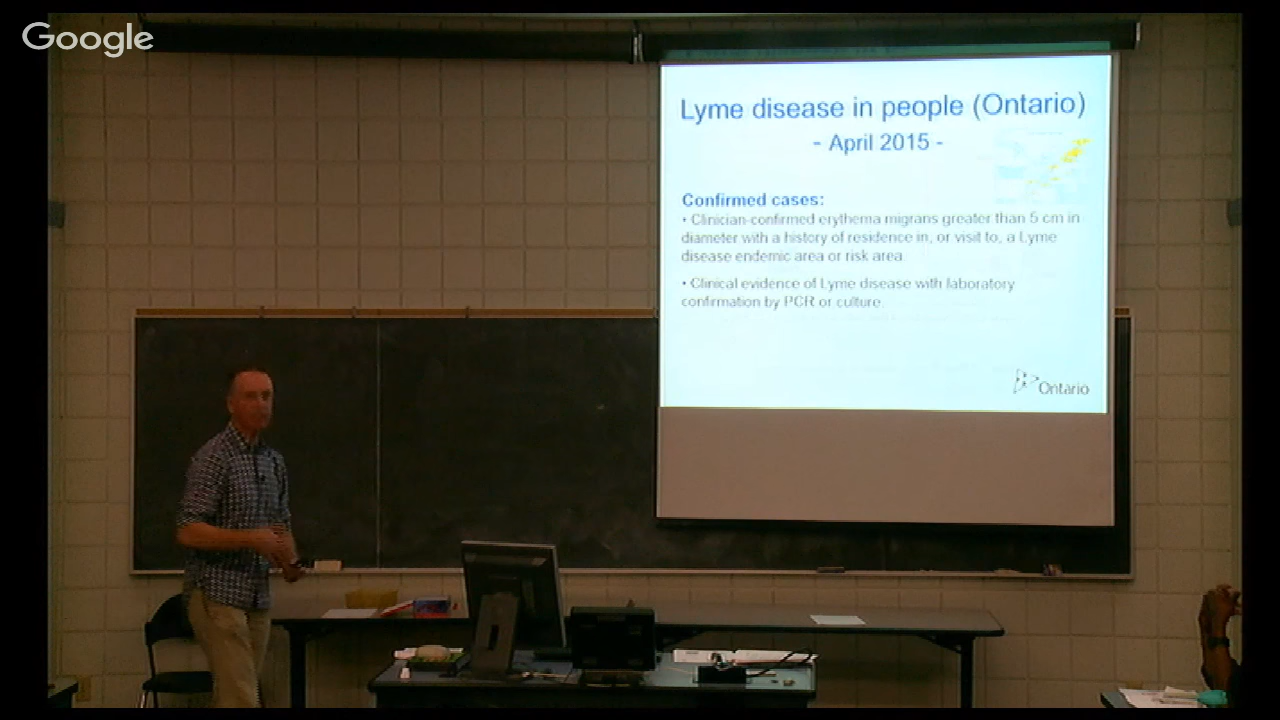 Google
Lyme disease in people (Ontario)
- April 2015 -
Confirmed cases:
• Clinician-confirmed erythema migrans greater than 5 cm in
diameter with a history of residence in, or visit to, a Lyme
disease endemic area or risk area.
• Clinical evidence of Lyme disease with laboratory
confirmation by PCR or culture.
Ontario